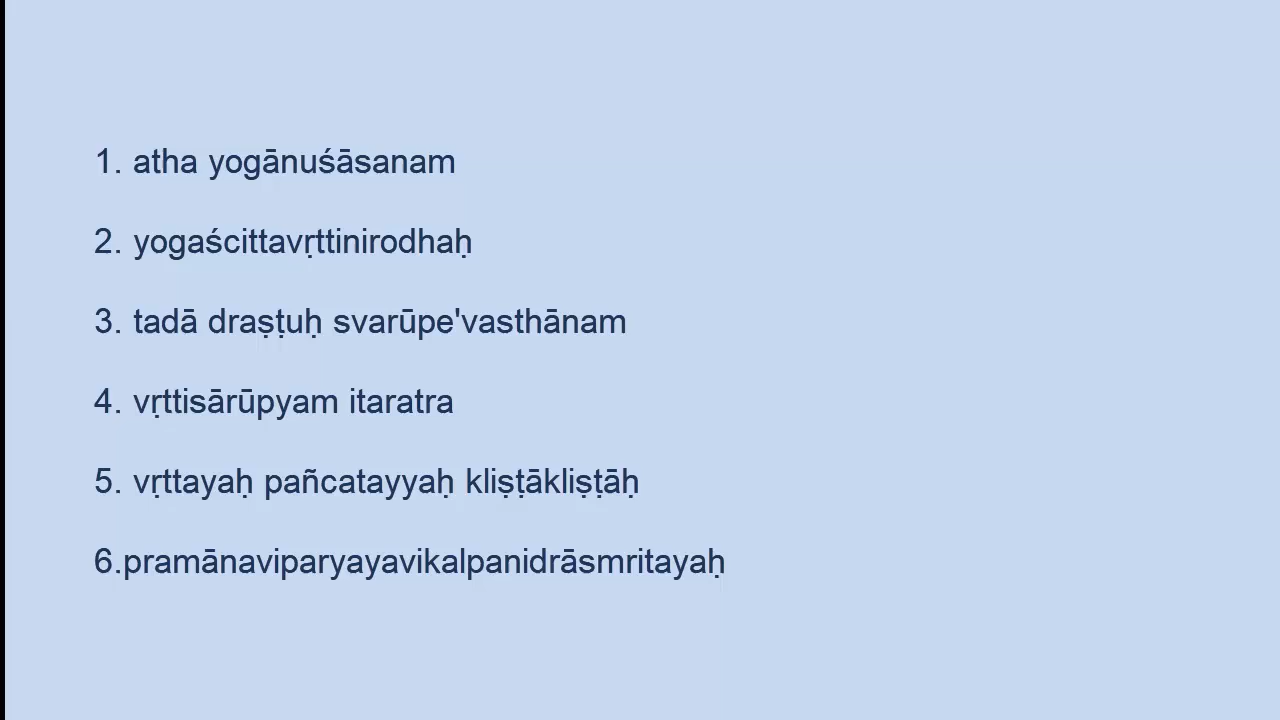 1. atha yogānuśāsanam
2. yogaścittavṛttinirodhaḥ
3. tadā draṣṭuḥ svarūpe'vasthānam
4. vṛttisārūpyam itaratra
5. vṛttayaḥ pañcatayyaḥ kliṣṭākliṣṭāḥ
6.pramānaviparyayavikalpanidrāsmritayaḥ